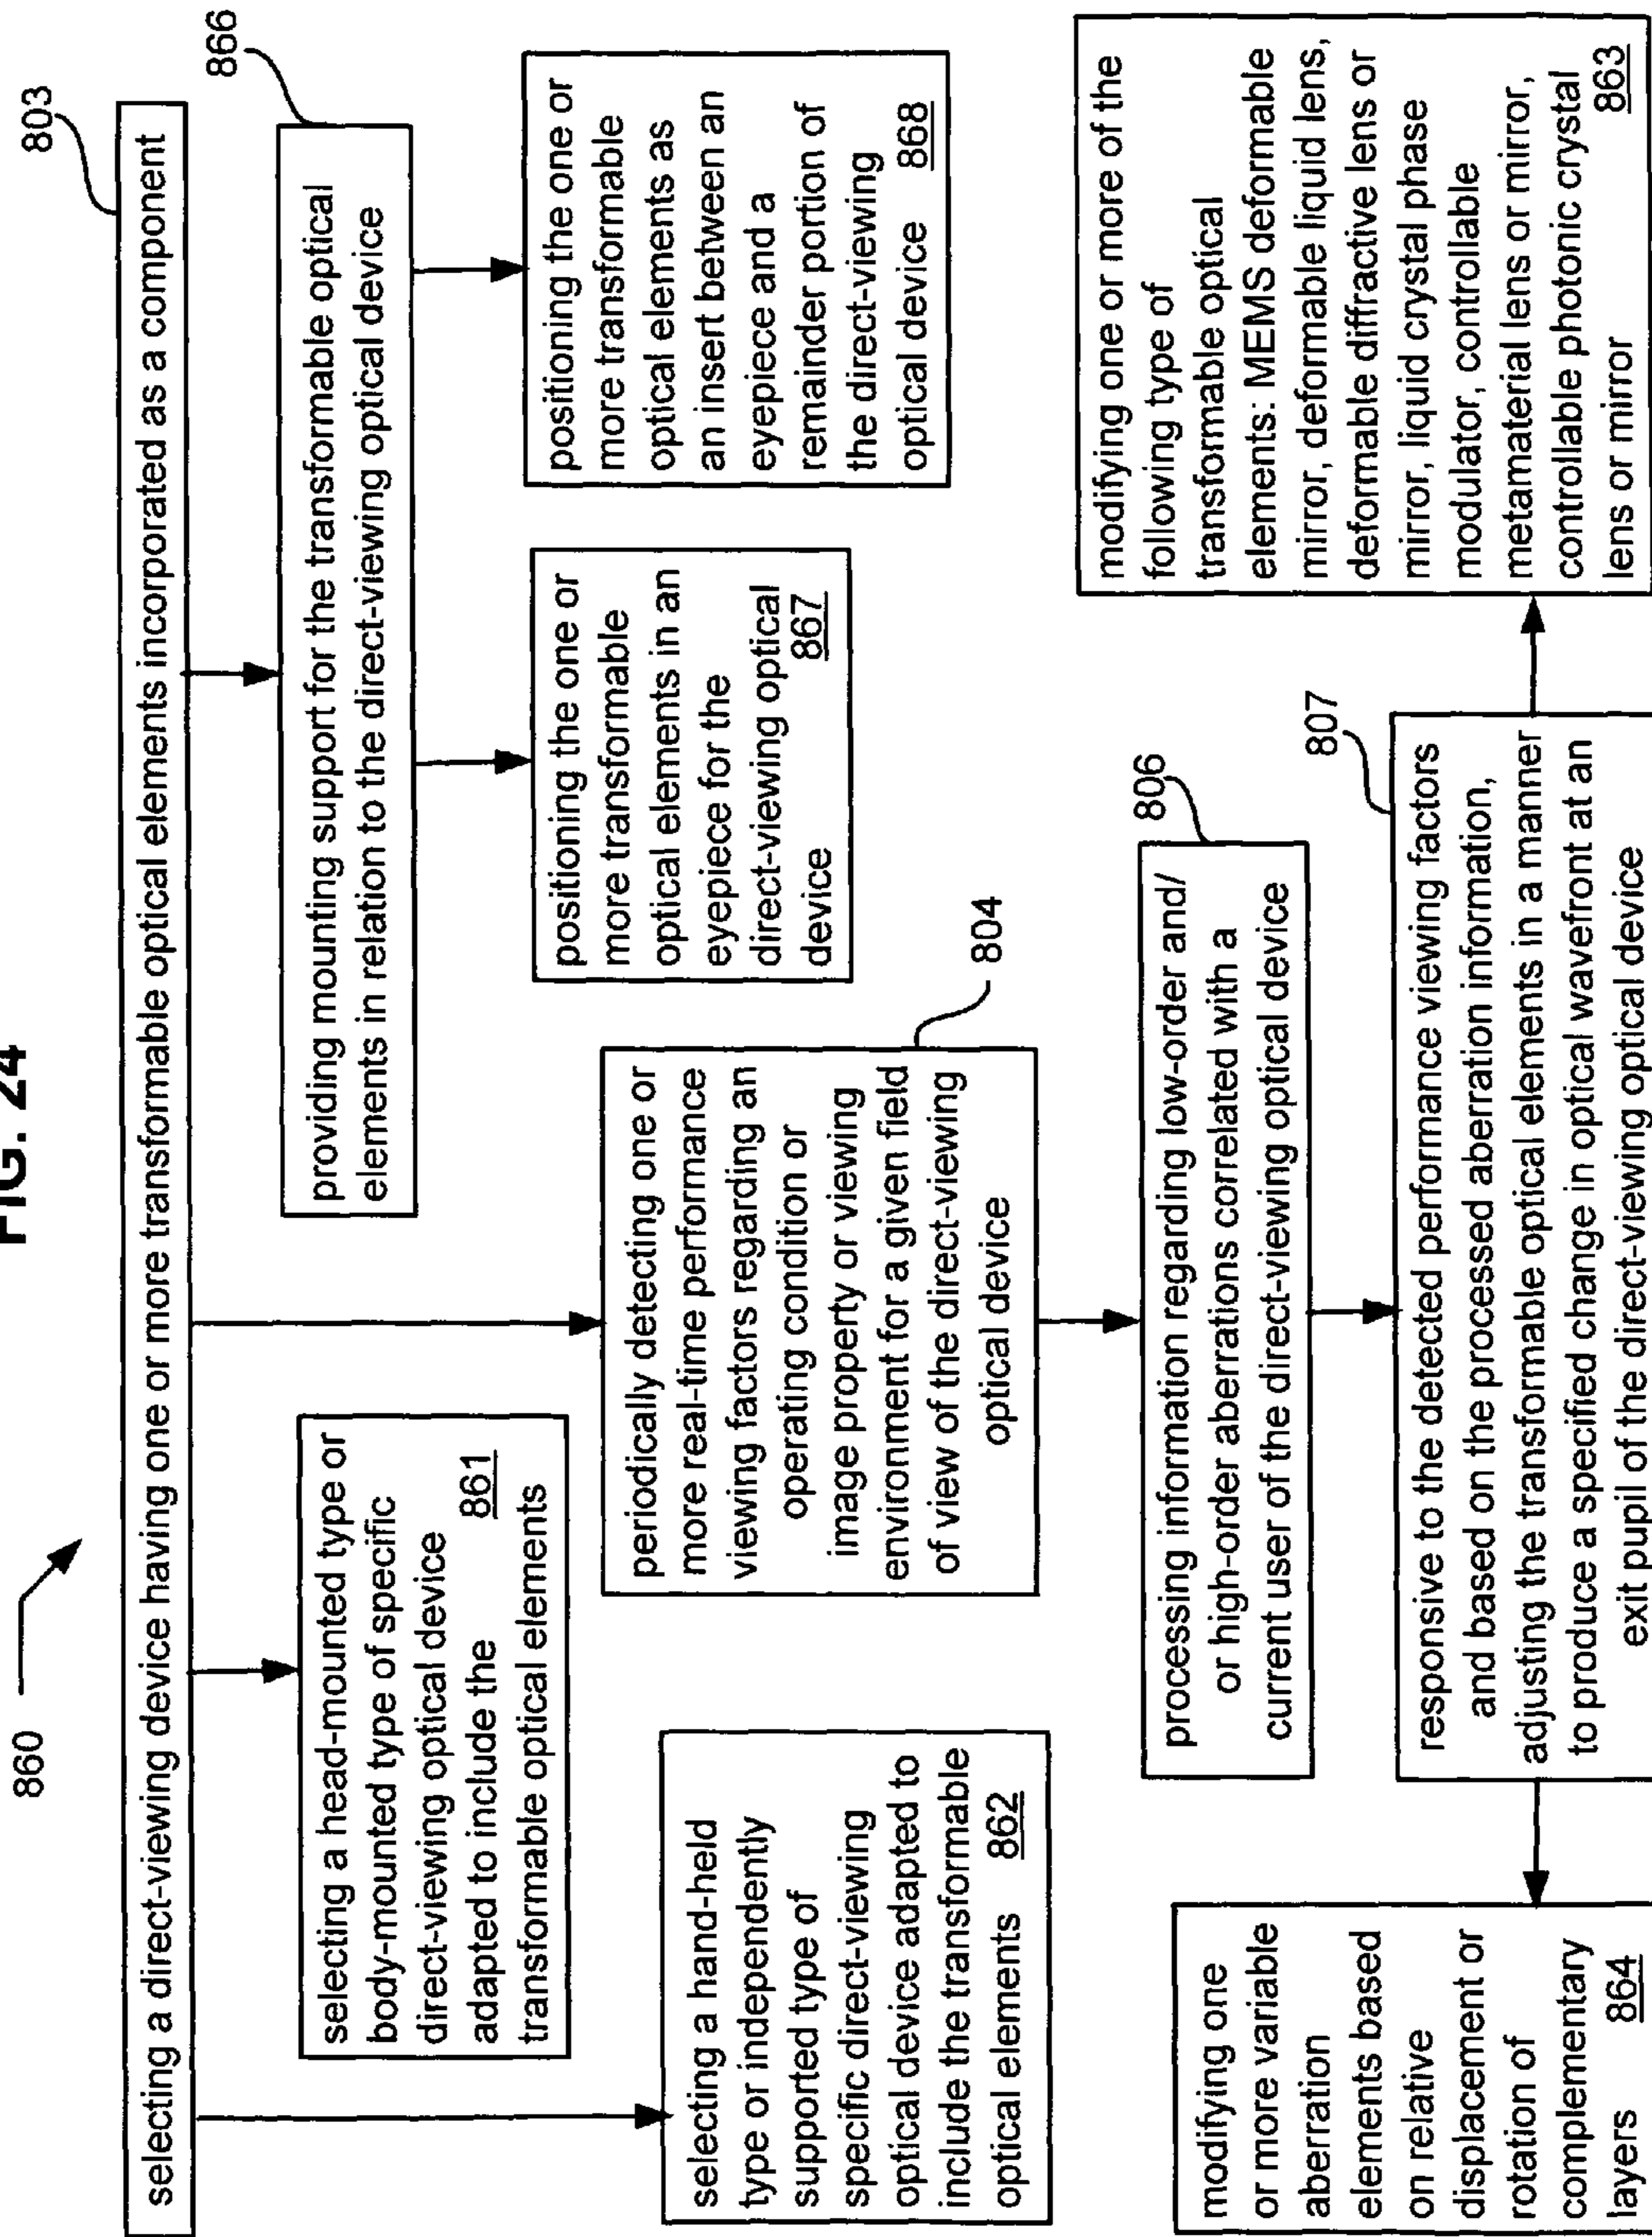 FIG. 24
860
803
selecting a direct-viewing device having one or more transformable optical elements incorporated as a component
866
providing mounting support for the transformable optical
elements in relation to the direct-viewing optical device
selecting a head-mounted type or
body-mounted type of specific
direct-viewing optical device
adapted to include the 861
transformable optical elements
positioning the one or
more transformable
optical elements in an
eyepiece for the
direct-viewing optical
device 867
positioning the one or
more transformable
optical elements as
an insert between an
eyepiece and a
remainder portion of
the direct-viewing
optical device 868
selecting a hand-held
type or independently
supported type of
specific direct-viewing
optical device adapted to
include the transformable
optical elements 862
periodically detecting one or
more real-time performance
viewing factors regarding an
operating condition or
image property or viewing
environment for a given field
of view of the direct-viewing
optical device
804
processing information regarding low-order and/
or high-order aberrations correlated with a
current user of the direct-viewing optical device
806
807
responsive to the detected performance viewing factors
and based on the processed aberration information,
adjusting the transformable optical elements in a manner
to produce a specified change in optical wavefront at an
exit pupil of the direct-viewing optical device
modifying one
or more variable
aberration
elements based
on relative
displacement or
rotation of
complementary
layers 864
modifying one or more of the
following type of
transformable optical
elements: MEMS deformable
mirror, deformable liquid lens,
deformable diffractive lens or
mirror, liquid crystal phase
modulator, controllable
metamaterial lens or mirror,
controllable photonic crystal
lens or mirror 863